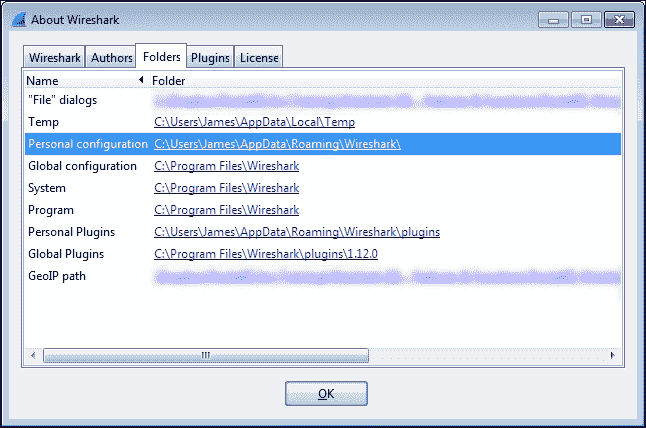 About Wireshark
Wireshark Authors Folders Plugins License
Name Folder
"File" dialogs
Temp C:\Users\James\AppData\Local\Temp
Personal configuration C:\Users\James\AppData\Roaming\Wireshark\
Global configuration C:\Program Files\Wireshark
System C:\Program Files\Wireshark
Program C:\Program Files\Wireshark
Personal Plugins C:\Users\James\AppData\Roaming\Wireshark\plugins
Global Plugins C:\Program Files\Wireshark\plugins\1.12.0
GeoIP path
OK